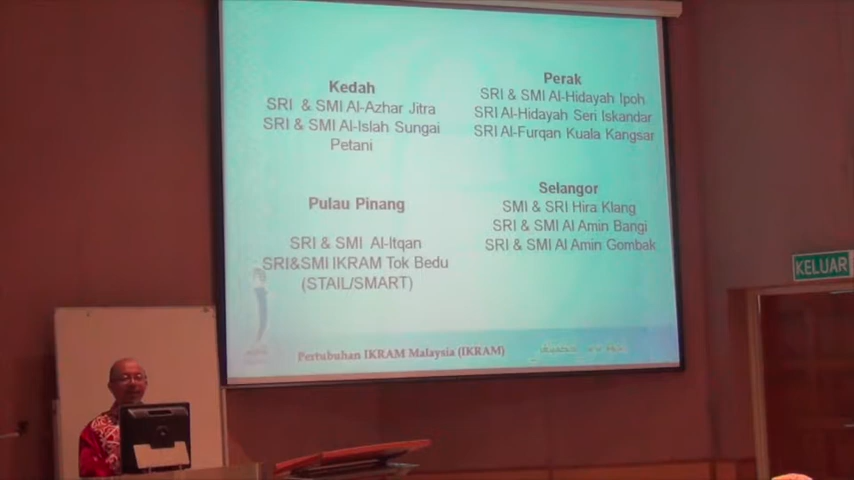 Kedah
SRI & SMI Al-Azhar Jitra
SRI & SMI Al-Islah Sungai
Petani
Perak
SRI & SMI Al-Hidayah Ipoh
SRI Al-Hidayah Seri Iskandar
SRI Al-Furqan Kuala Kangsar
Pulau Pinang
SRI & SMI Al-Itqan
SRI&SMI IKRAM Tok Bedu
(STAIL/SMART)
Selangor
SMI & SRI Hira Klang
SRI & SMI Al Amin Bangi
SRI & SMI Al Amin Gombak
Pertubuhan IKRAM Malaysia (IKRAM)
KELUAR